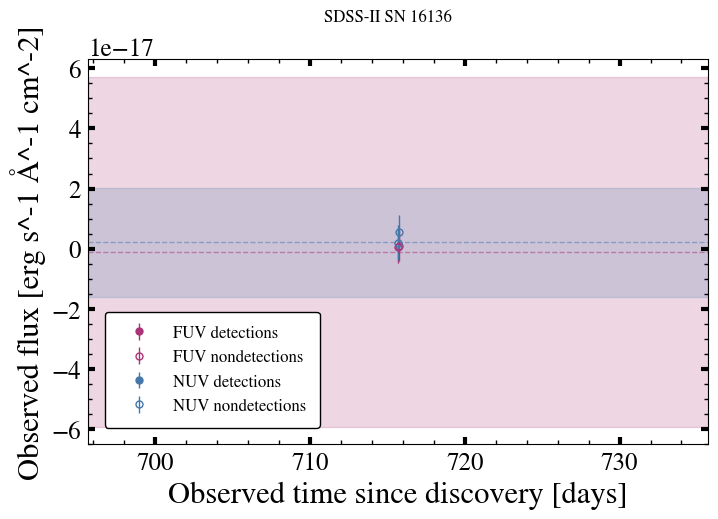 SDSS-II SN 16136
1e−17
Observed flux [erg s^-1 Å^-1 cm^-2]
6
4
2
0
−2
−4
−6
FUV detections
FUV nondetections
NUV detections
NUV nondetections
700 710 720 730
Observed time since discovery [days]